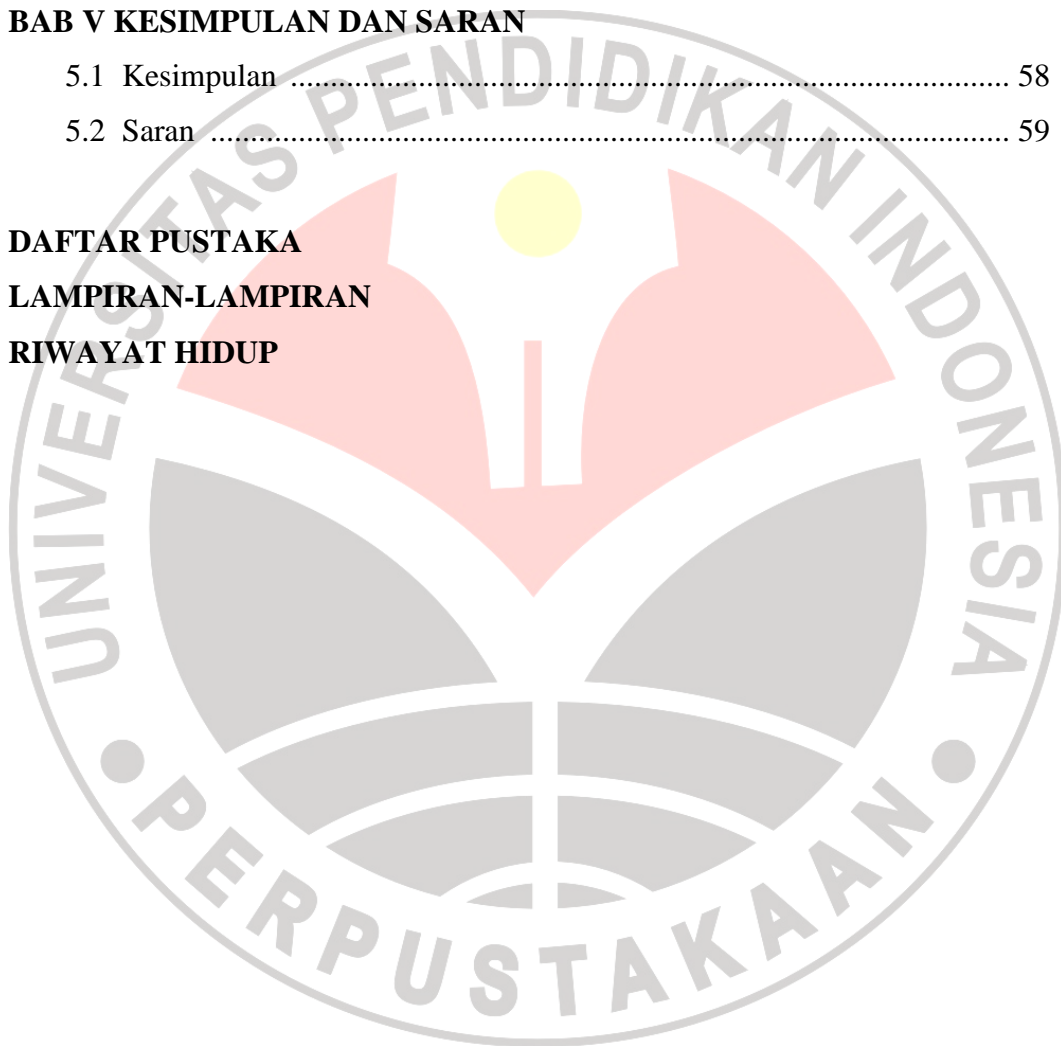 BAB V KESIMPULAN DAN SARAN
5.1 Kesimpulan .......................................................................................... 58
5.2 Saran .................................................................................................... 59
DAFTAR PUSTAKA
LAMPIRAN-LAMPIRAN
RIWAYAT HIDUP
UNIVERSITAS PENDIDIKAN INDONESIA
PERPUSTAKAAN